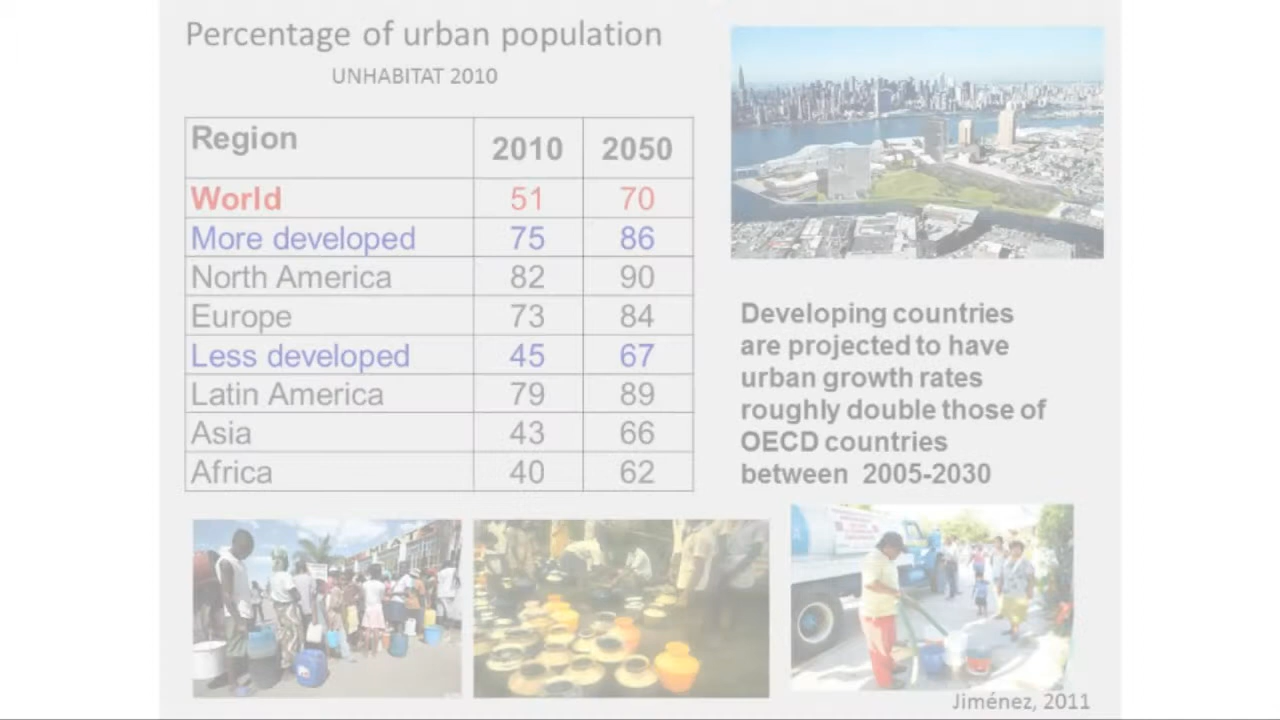 Percentage of urban population
UNHABITAT 2010
Region 2010 2050
World 51 70
More developed 75 86
North America 82 90
Europe 73 84
Less developed 45 67
Latin America 79 89
Asia 43 66
Africa 40 62
Developing countries
are projected to have
urban growth rates
roughly double those of
OECD countries
between 2005-2030
Jiménez, 2011